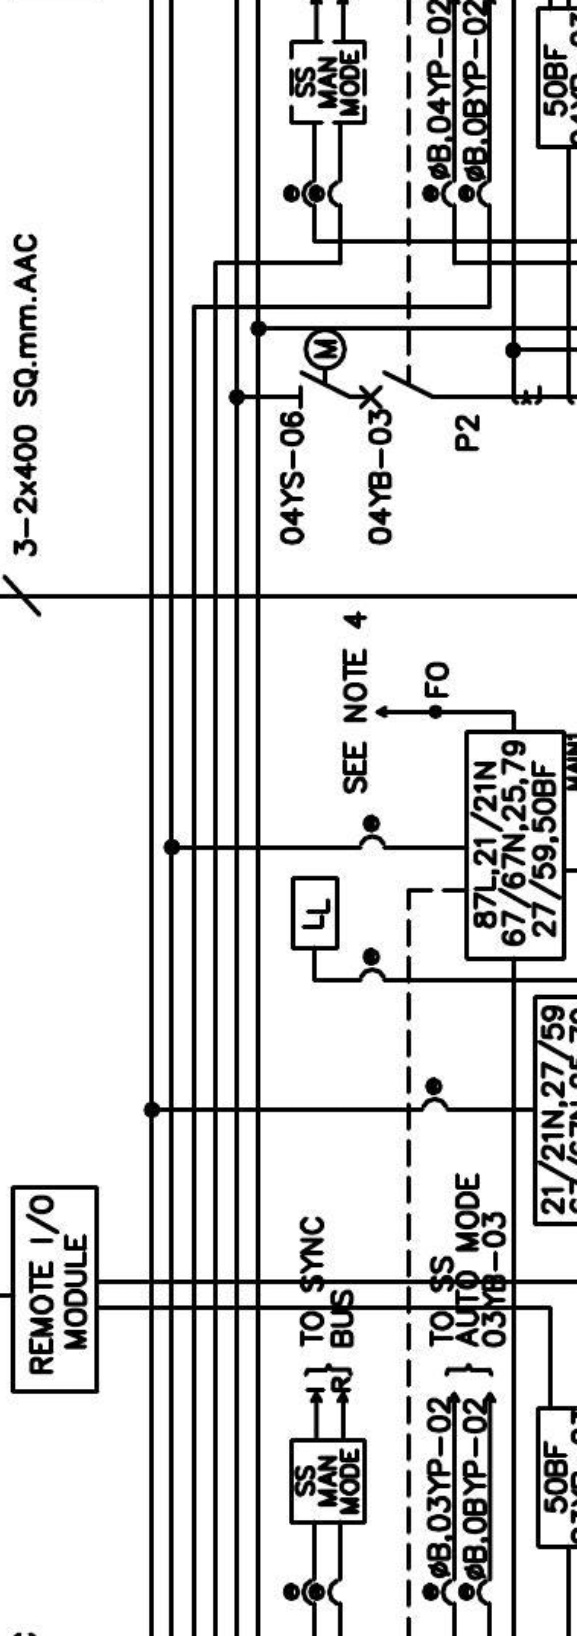 3-2x400 SQ.mm.AAC
SS
MAN
MODE
ØB.04YP-02
ØB.0BYP-02
50BF
M
04YS-06
04YB-03
P2
SEE NOTE 4
FO
87L,21/21N
67/67N,25,79
27/59,50BF
MAIN1
LL
21/21N,27/59
REMOTE I/O
MODULE
TO SYNC
BUS
I
R
TO SS
AUTO MODE
03YB-03
SS
MAN
MODE
ØB.03YP-02
ØB.0BYP-02
50BF